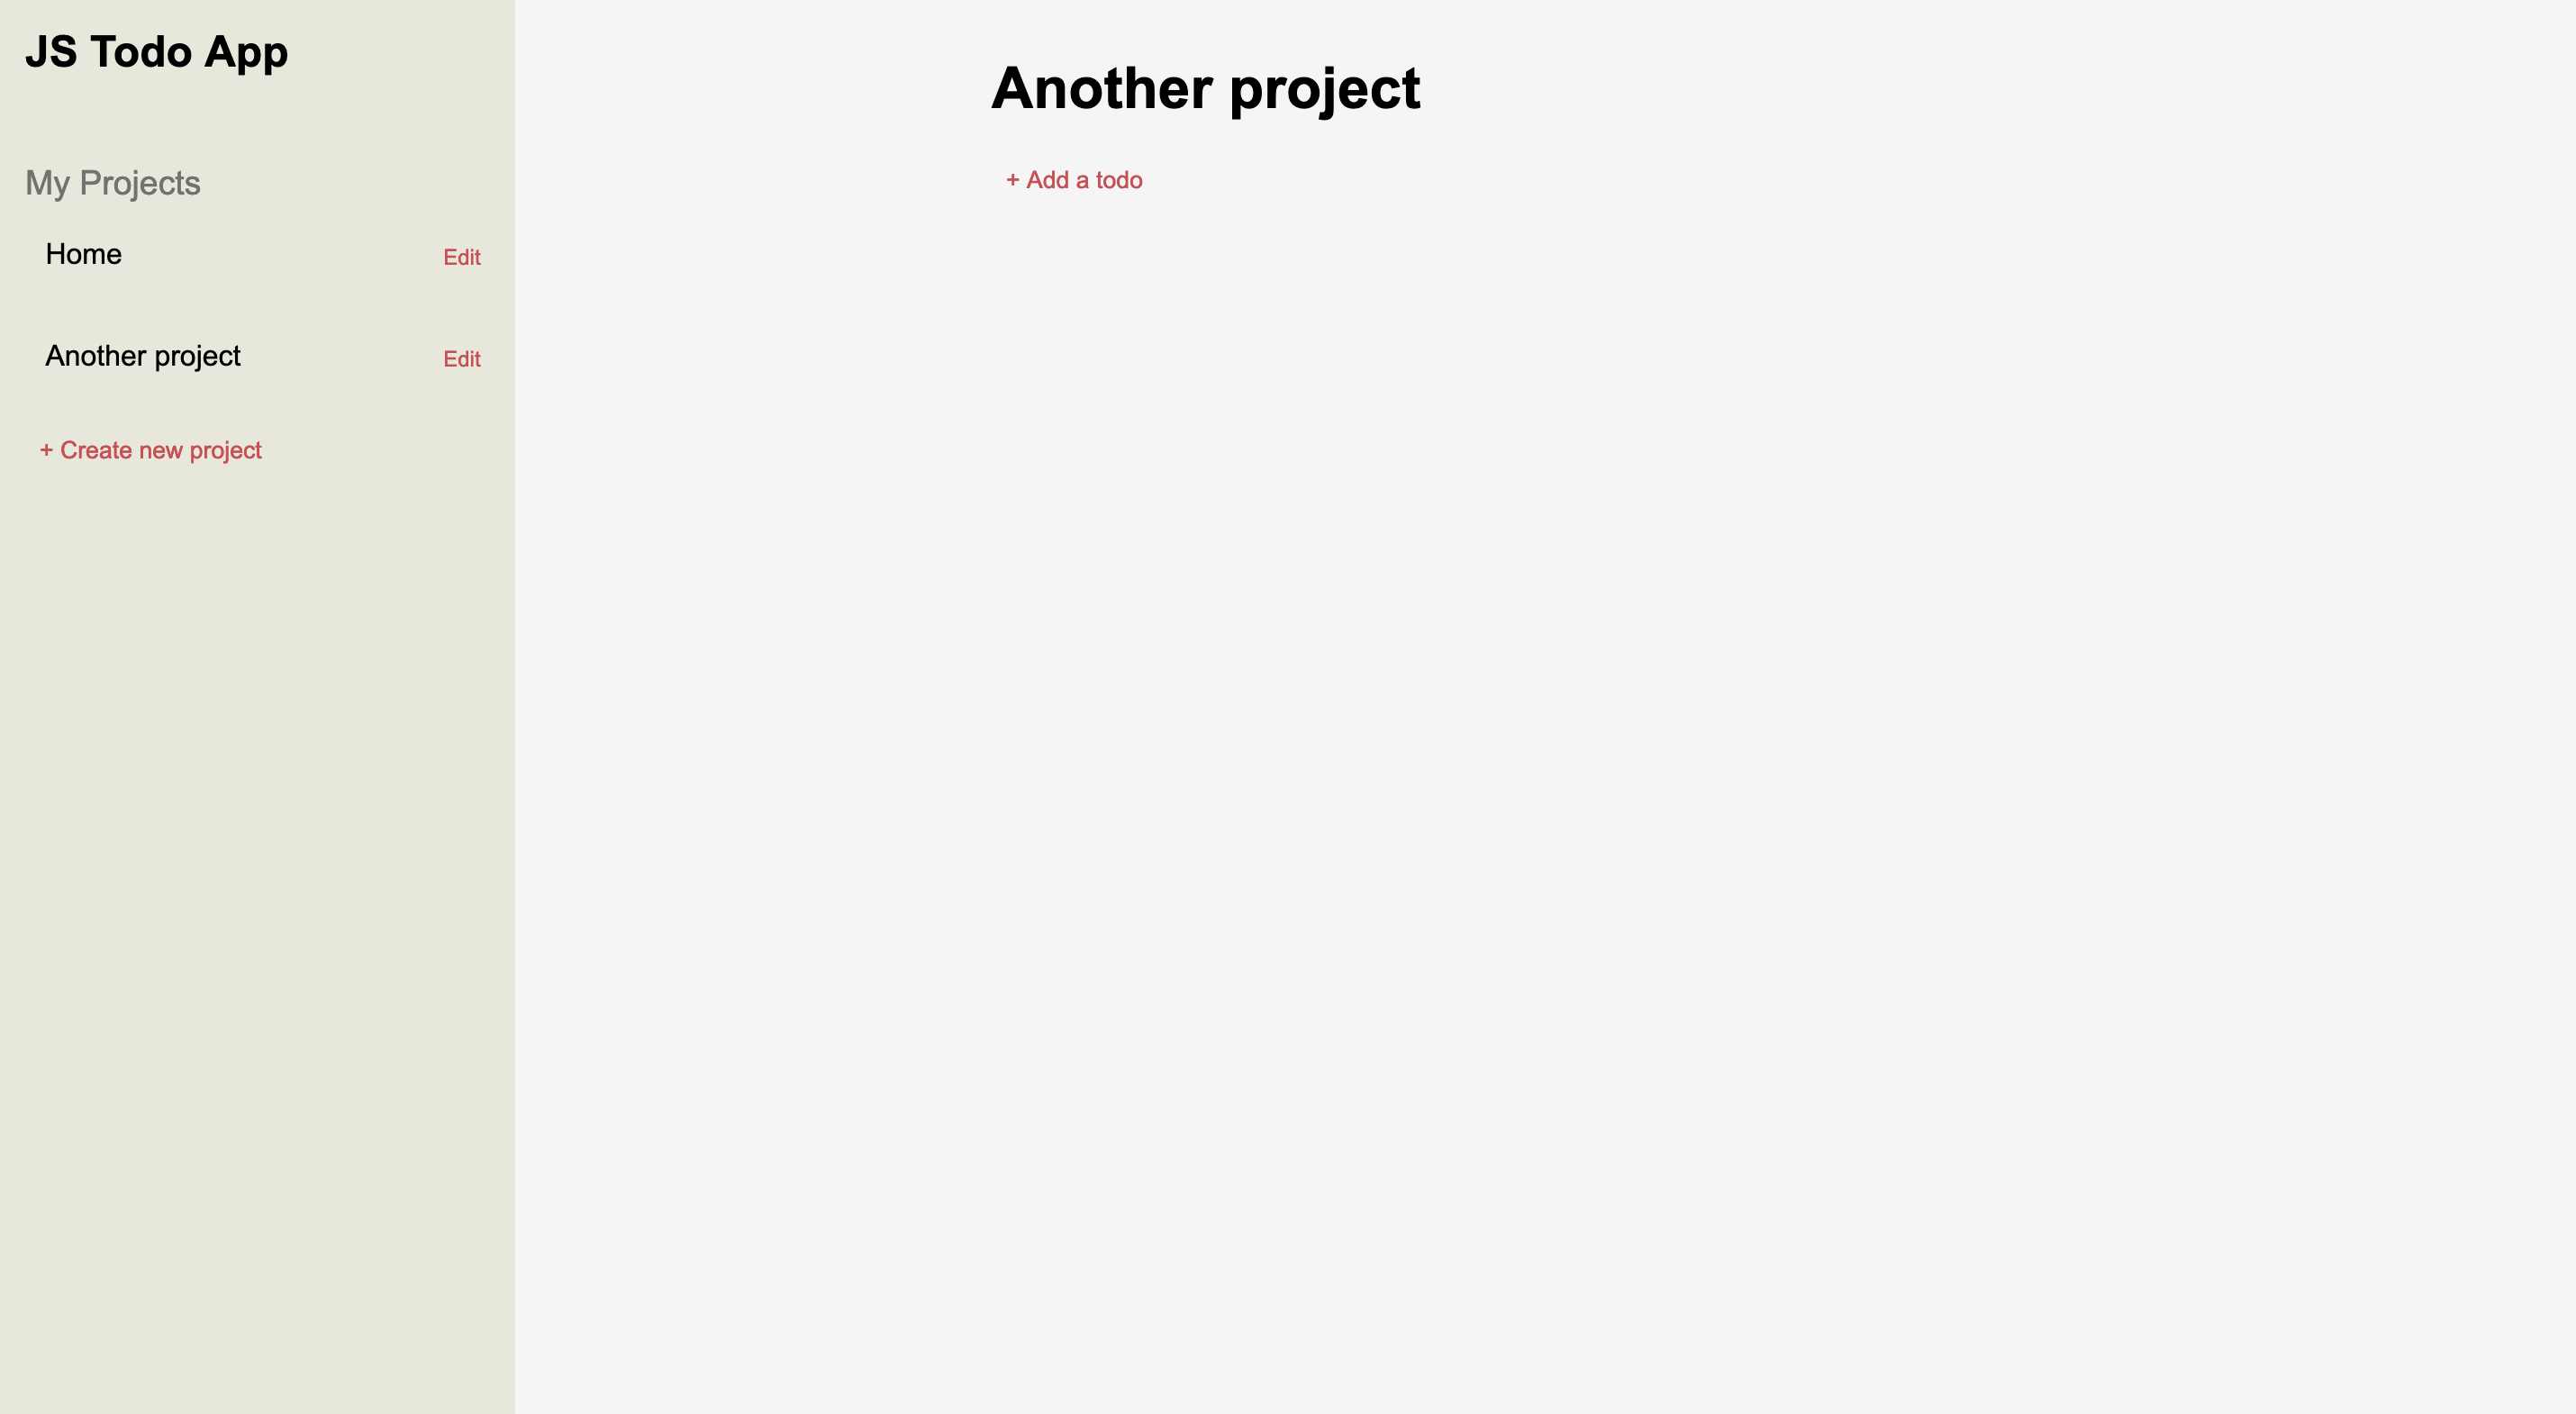 JS Todo App
My Projects
Home
Edit
Another project
Edit
+ Create new project
Another project
+ Add a todo